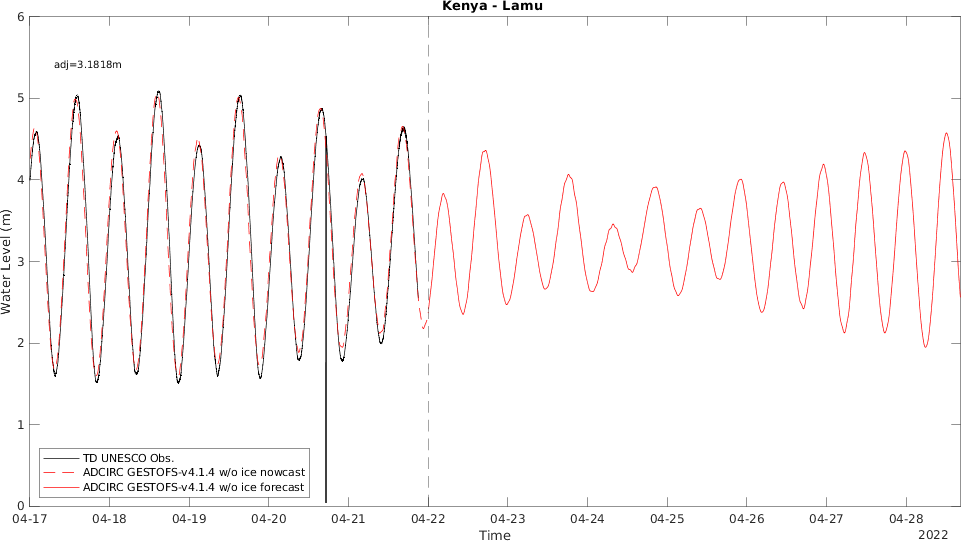 Kenya - Lamu
adj=3.1818m
Water Level (m)
6
5
4
3
2
1
0
TD UNESCO Obs.
ADCIRC GESTOFS-v4.1.4 w/o ice nowcast
ADCIRC GESTOFS-v4.1.4 w/o ice forecast
04-17 04-18 04-19 04-20 04-21 04-22 04-23 04-24 04-25 04-26 04-27 04-28
Time
2022